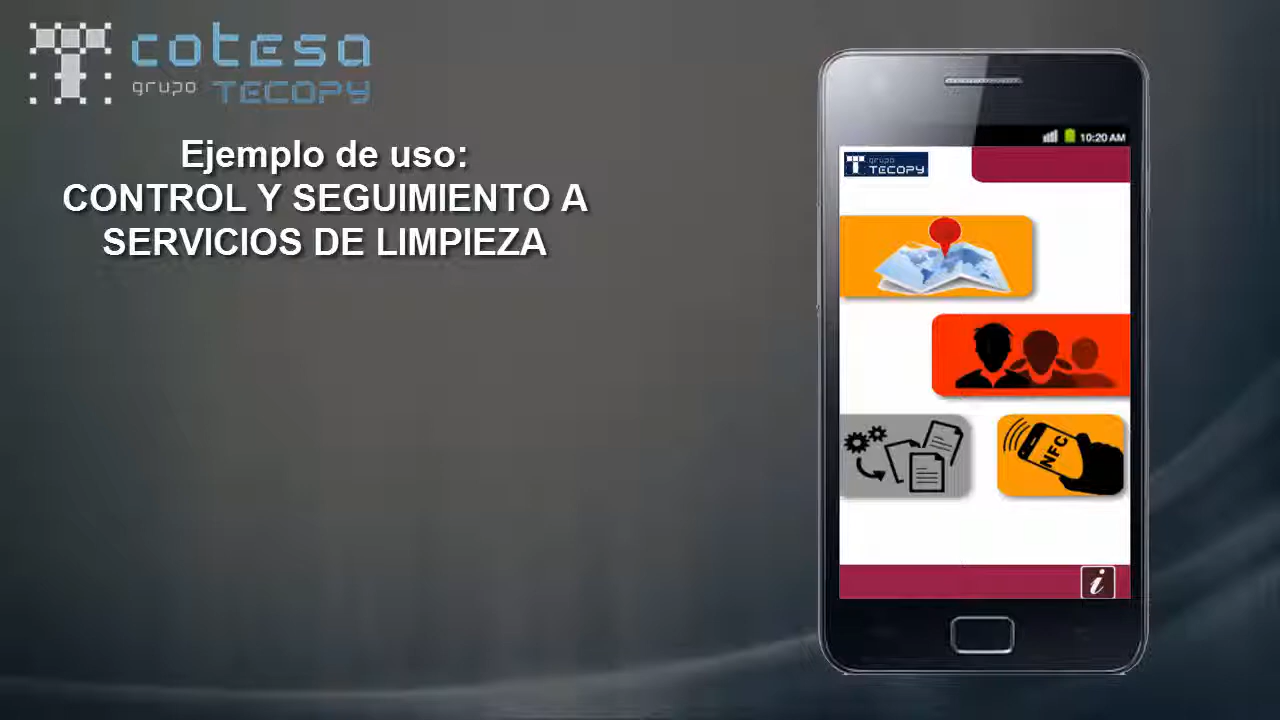 cotesa
grupo TECOPY
Ejemplo de uso:
CONTROL Y SEGUIMIENTO A
SERVICIOS DE LIMPIEZA
10:20 AM
grupo
TECOPY
NFC
i